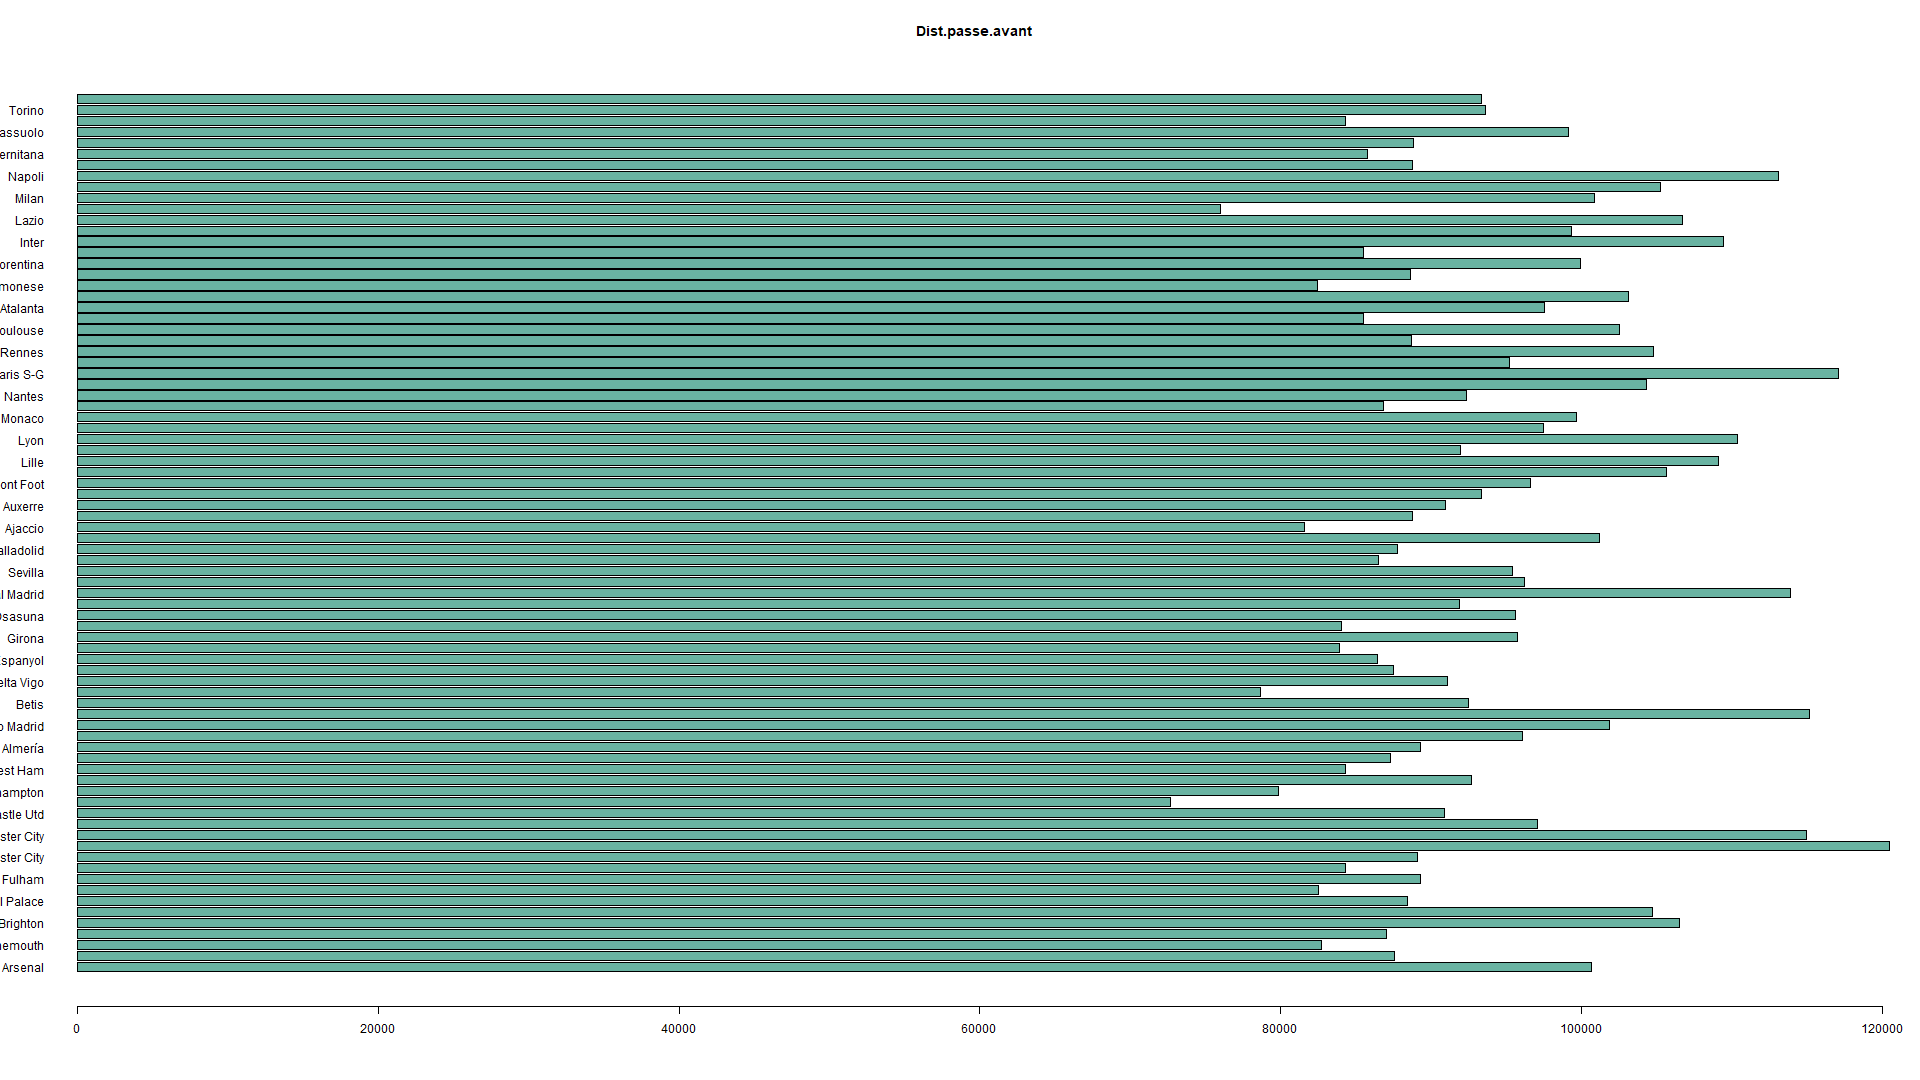 Dist.passe.avant
Torino
assuolo
ernitana
Napoli
Milan
Lazio
Inter
orentina
monese
Atalanta
oulouse
Rennes
aris S-G
Nantes
Monaco
Lyon
Lille
ont Foot
Auxerre
Ajaccio
alladolid
Sevilla
l Madrid
Osasuna
Girona
Espanyol
elta Vigo
Betis
o Madrid
Almería
est Ham
hampton
astle Utd
ster City
ster City
Fulham
l Palace
Brighton
nemouth
Arsenal
0 20000 40000 60000 80000 100000 120000